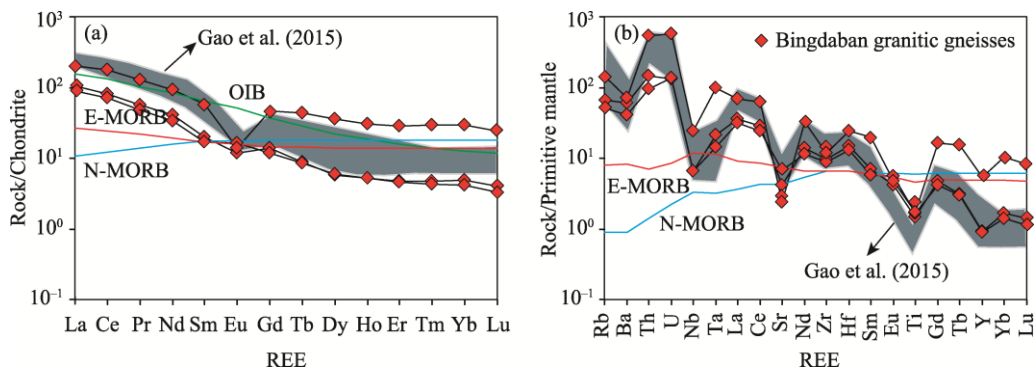 (a)
Gao et al. (2015)
OIB
E-MORB
N-MORB
Rock/Chondrite
10³
10²
10¹
10⁰
10⁻¹
La Ce Pr Nd Sm Eu Gd Tb Dy Ho Er Tm Yb Lu
REE
(b)
Bingdaban granitic gneisses
E-MORB
N-MORB
Gao et al. (2015)
Rock/Primitive mantle
10³
10²
10¹
10⁰
10⁻¹
Rb Ba Th U Nb Ta La Ce Sr Nd Zr Hf Sm Eu Ti Gd Tb Y Yb Lu
REE